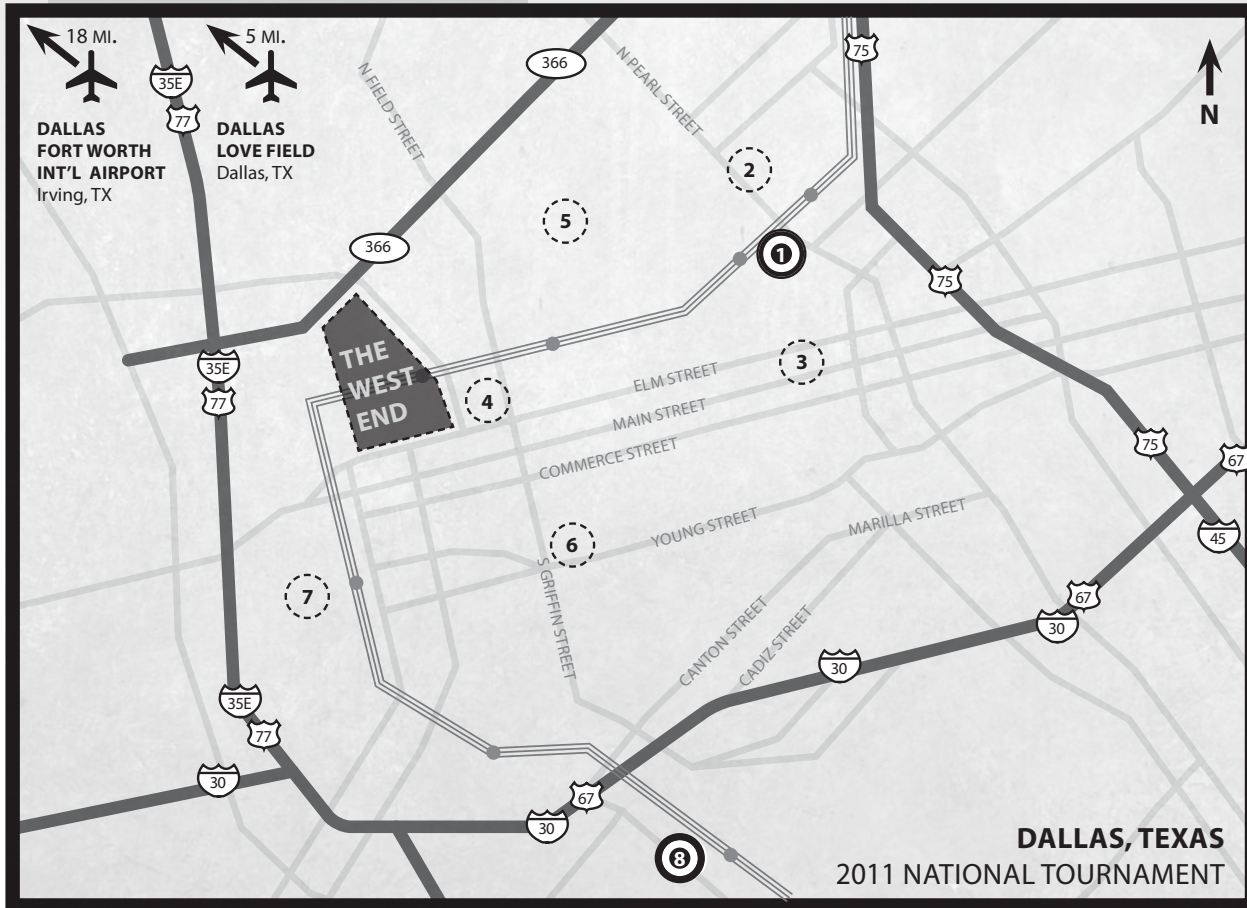 18 MI.
5 MI.
DALLAS
FORT WORTH
INT'L AIRPORT
Irving, TX
DALLAS
LOVE FIELD
Dallas, TX
35E
77
366
75
N
N FIELD STREET
N PEARL STREET
2
5
366
1
75
35E
77
THE
WEST
END
3
4
ELM STREET
MAIN STREET
COMMERCE STREET
75
67
45
YOUNG STREET
MARILLA STREET
6
7
S GRIFFIN STREET
CANTON STREET
CADIZ STREET
67
30
30
35E
77
30
67
30
8
DALLAS, TEXAS
2011 NATIONAL TOURNAMENT